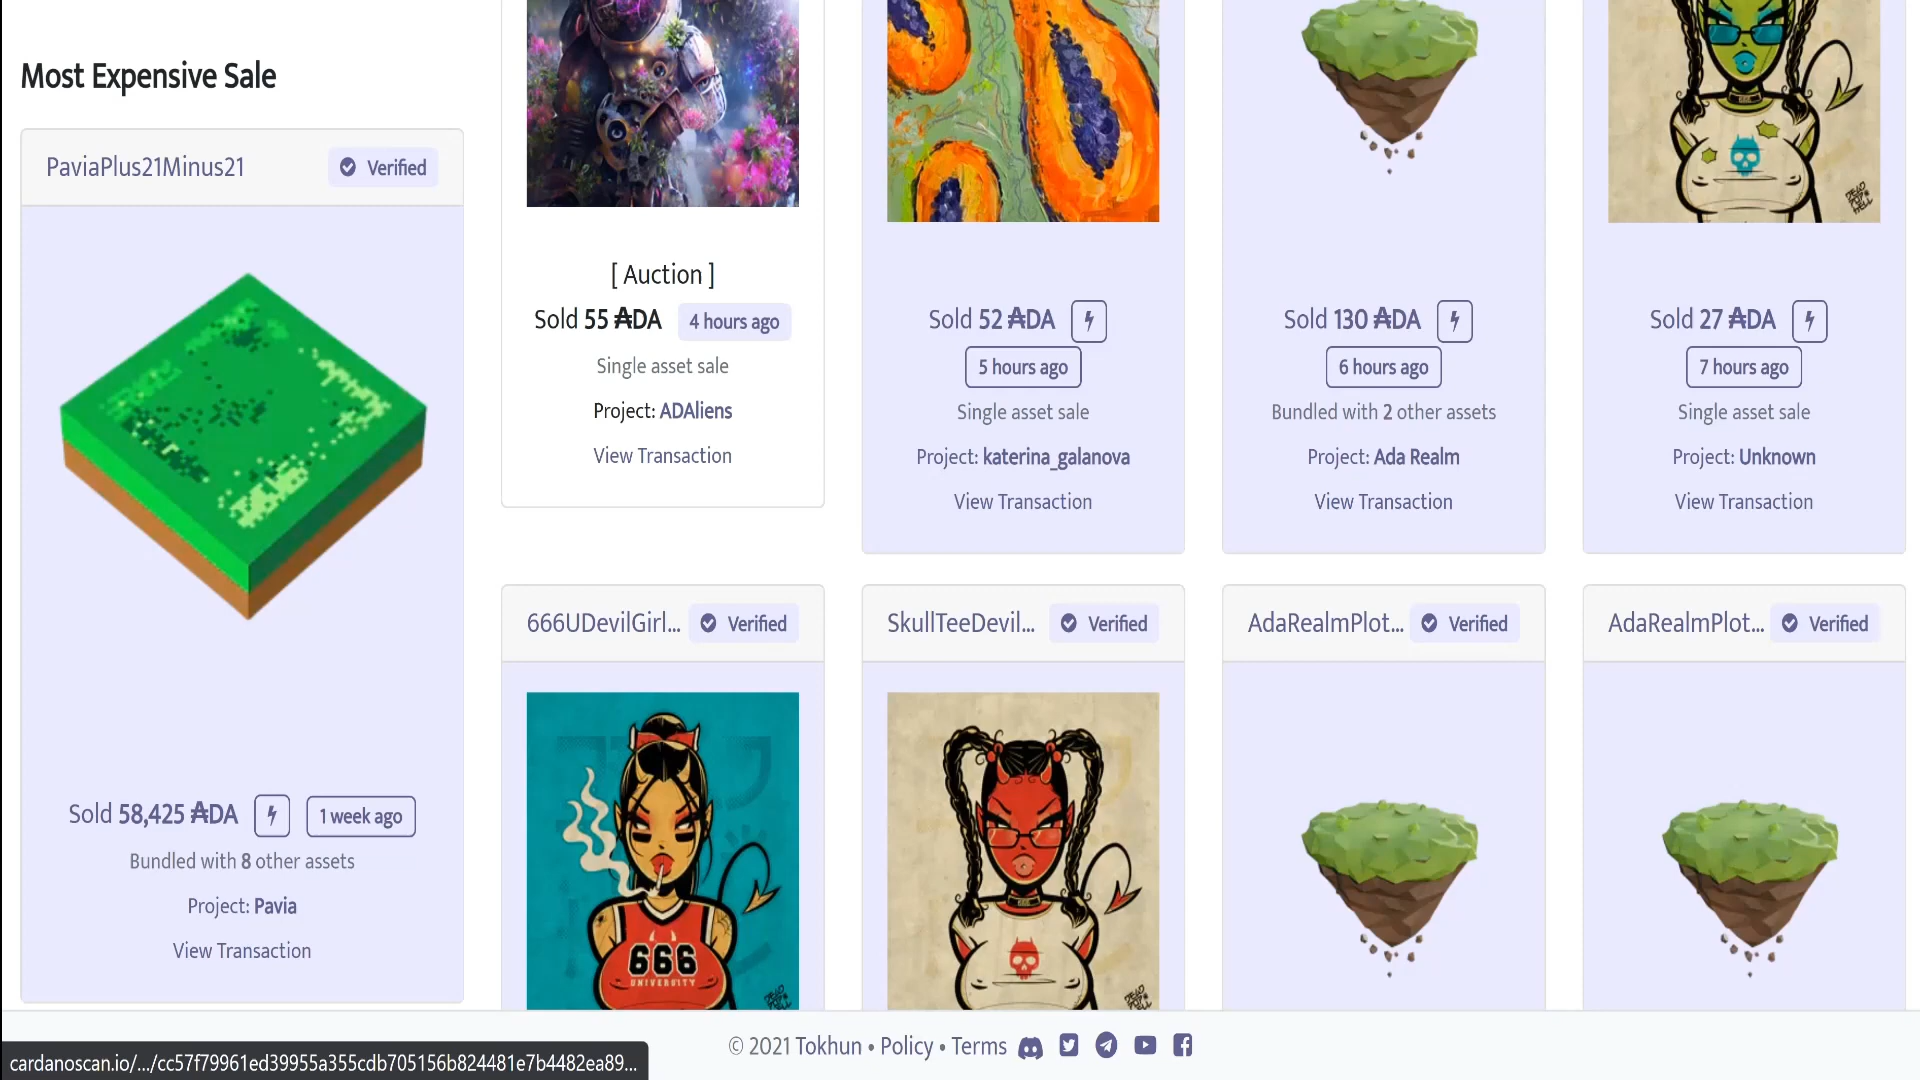 Most Expensive Sale
PaviaPlus21Minus21
Verified
Sold 58,425 ₳DA
1 week ago
Bundled with 8 other assets
Project: Pavia
View Transaction
[ Auction ]
Sold 55 ₳DA
4 hours ago
Single asset sale
Project: ADAliens
View Transaction
Sold 52 ₳DA
5 hours ago
Single asset sale
Project: katerina_galanova
View Transaction
Sold 130 ₳DA
6 hours ago
Bundled with 2 other assets
Project: Ada Realm
View Transaction
Sold 27 ₳DA
7 hours ago
Single asset sale
Project: Unknown
View Transaction
666UDevilGirl...
Verified
666
UNIVERSITY
SkullTeeDevil...
Verified
AdaRealmPlot...
Verified
AdaRealmPlot...
Verified
© 2021 Tokhun • Policy • Terms
cardanoscan.io/.../cc57f79961ed39955a355cdb705156b824481e7b4482ea89...